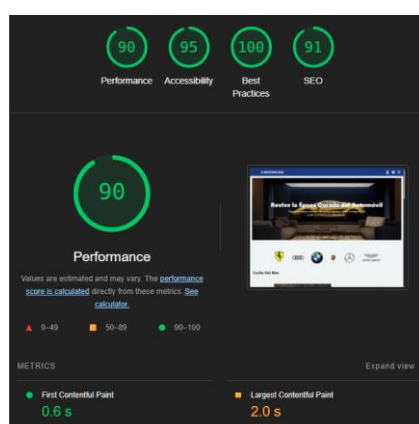 90
95
100
91
Performance
Accessibility
Best
Practices
SEO
90
Performance
Values are estimated and may vary. The performance
score is calculated directly from these metrics. See
calculator.
0–49
50–89
90–100
Revive la Época Dorada del Automóvil
METRICS
Expand view
First Contentful Paint
0.6 s
Largest Contentful Paint
2.0 s